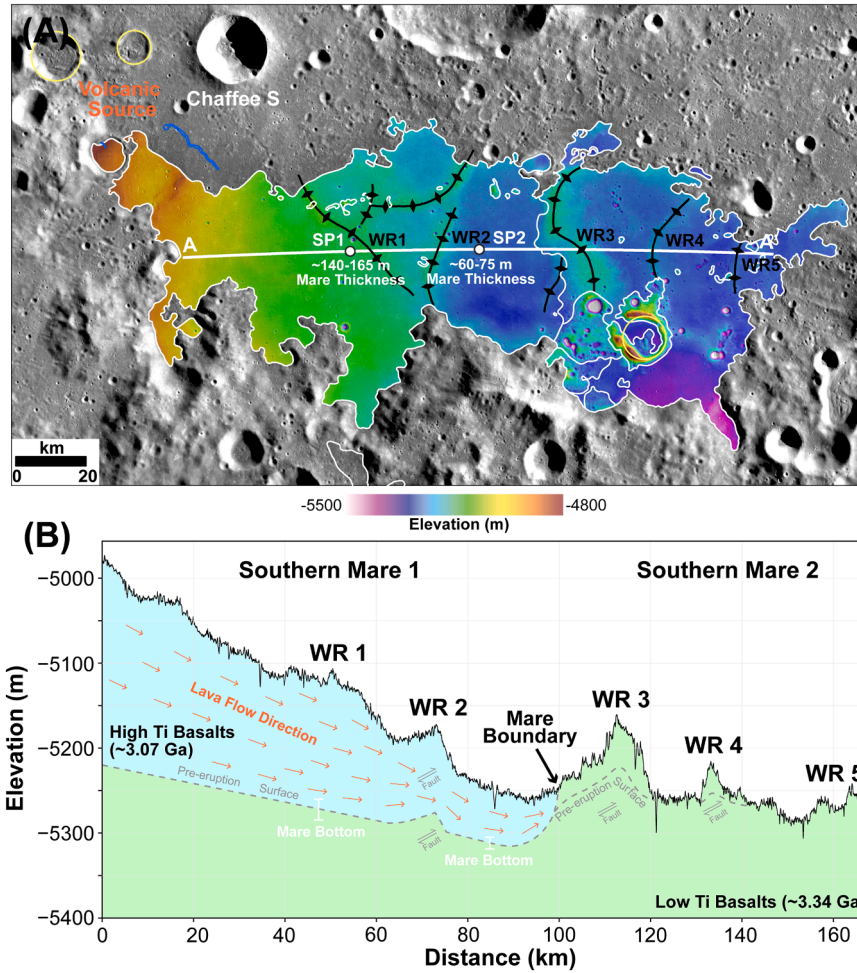 (A)
Volcanic
Source
Chaffee S
A
SP1
WR1
WR2
SP2
WR3
WR4
A'
WR5
~140-165 m
Mare Thickness
~60-75 m
Mare Thickness
km
0 20
-5500
-4800
Elevation (m)
(B)
Southern Mare 1
Southern Mare 2
−5000
−5100
−5200
−5300
−5400
Elevation (m)
WR 1
WR 2
WR 3
WR 4
WR 5
Mare
Boundary
Lava Flow Direction
High Ti Basalts
(~3.07 Ga)
Pre-eruption Surface
Mare Bottom
Fault
Fault
Mare Bottom
Pre-eruption Surface
Fault
Fault
Low Ti Basalts (~3.34 Ga
0 20 40 60 80 100 120 140 160
Distance (km)